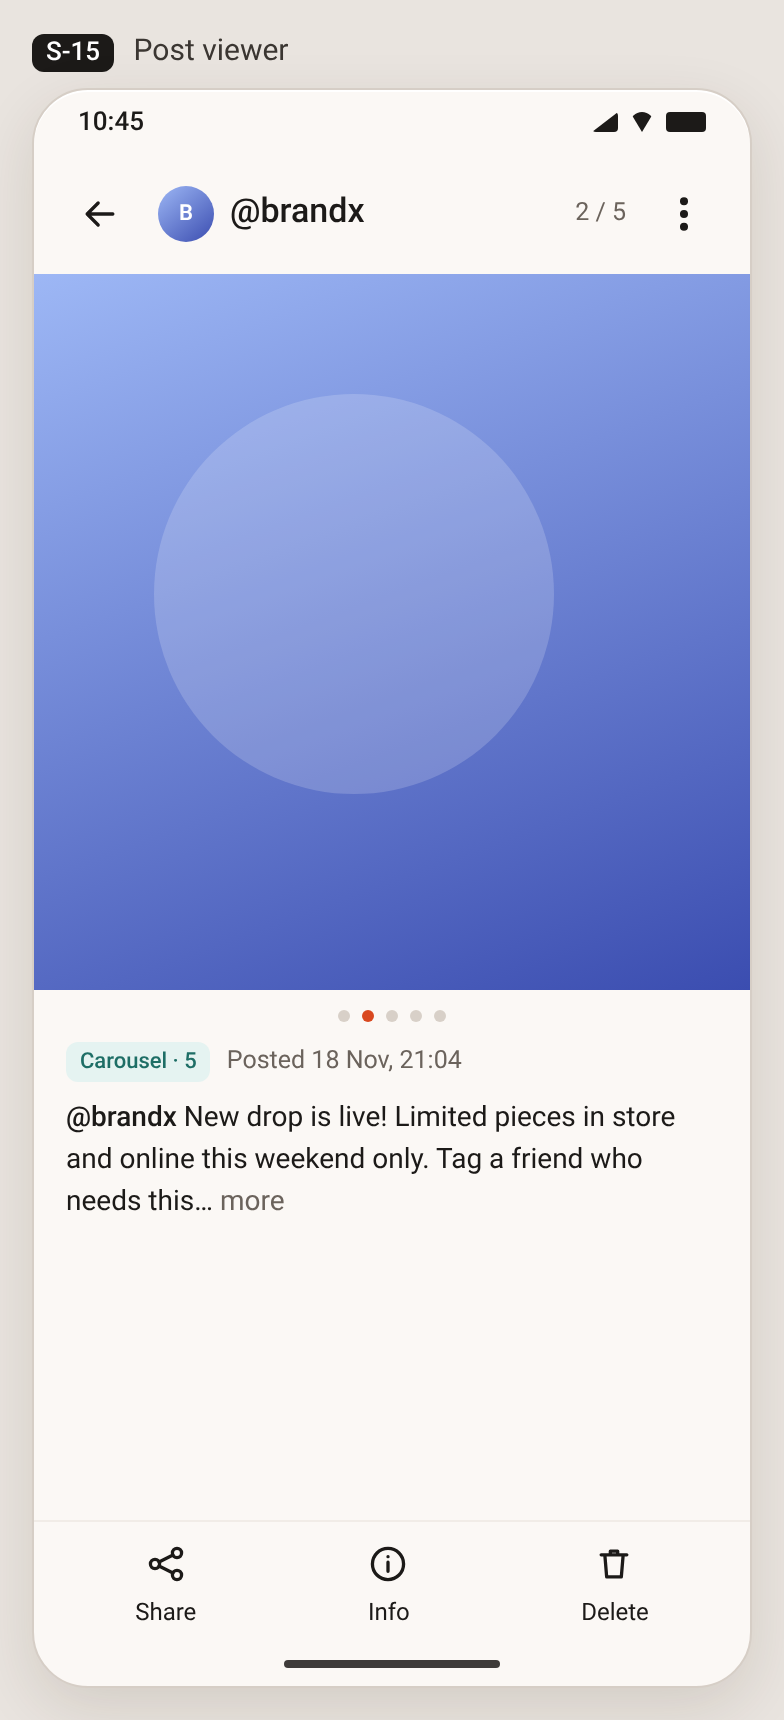 S-15 Post viewer
10:45
B @brandx 2 / 5
Carousel · 5 Posted 18 Nov, 21:04
@brandx New drop is live! Limited pieces in store
and online this weekend only. Tag a friend who
needs this… more
Share Info Delete